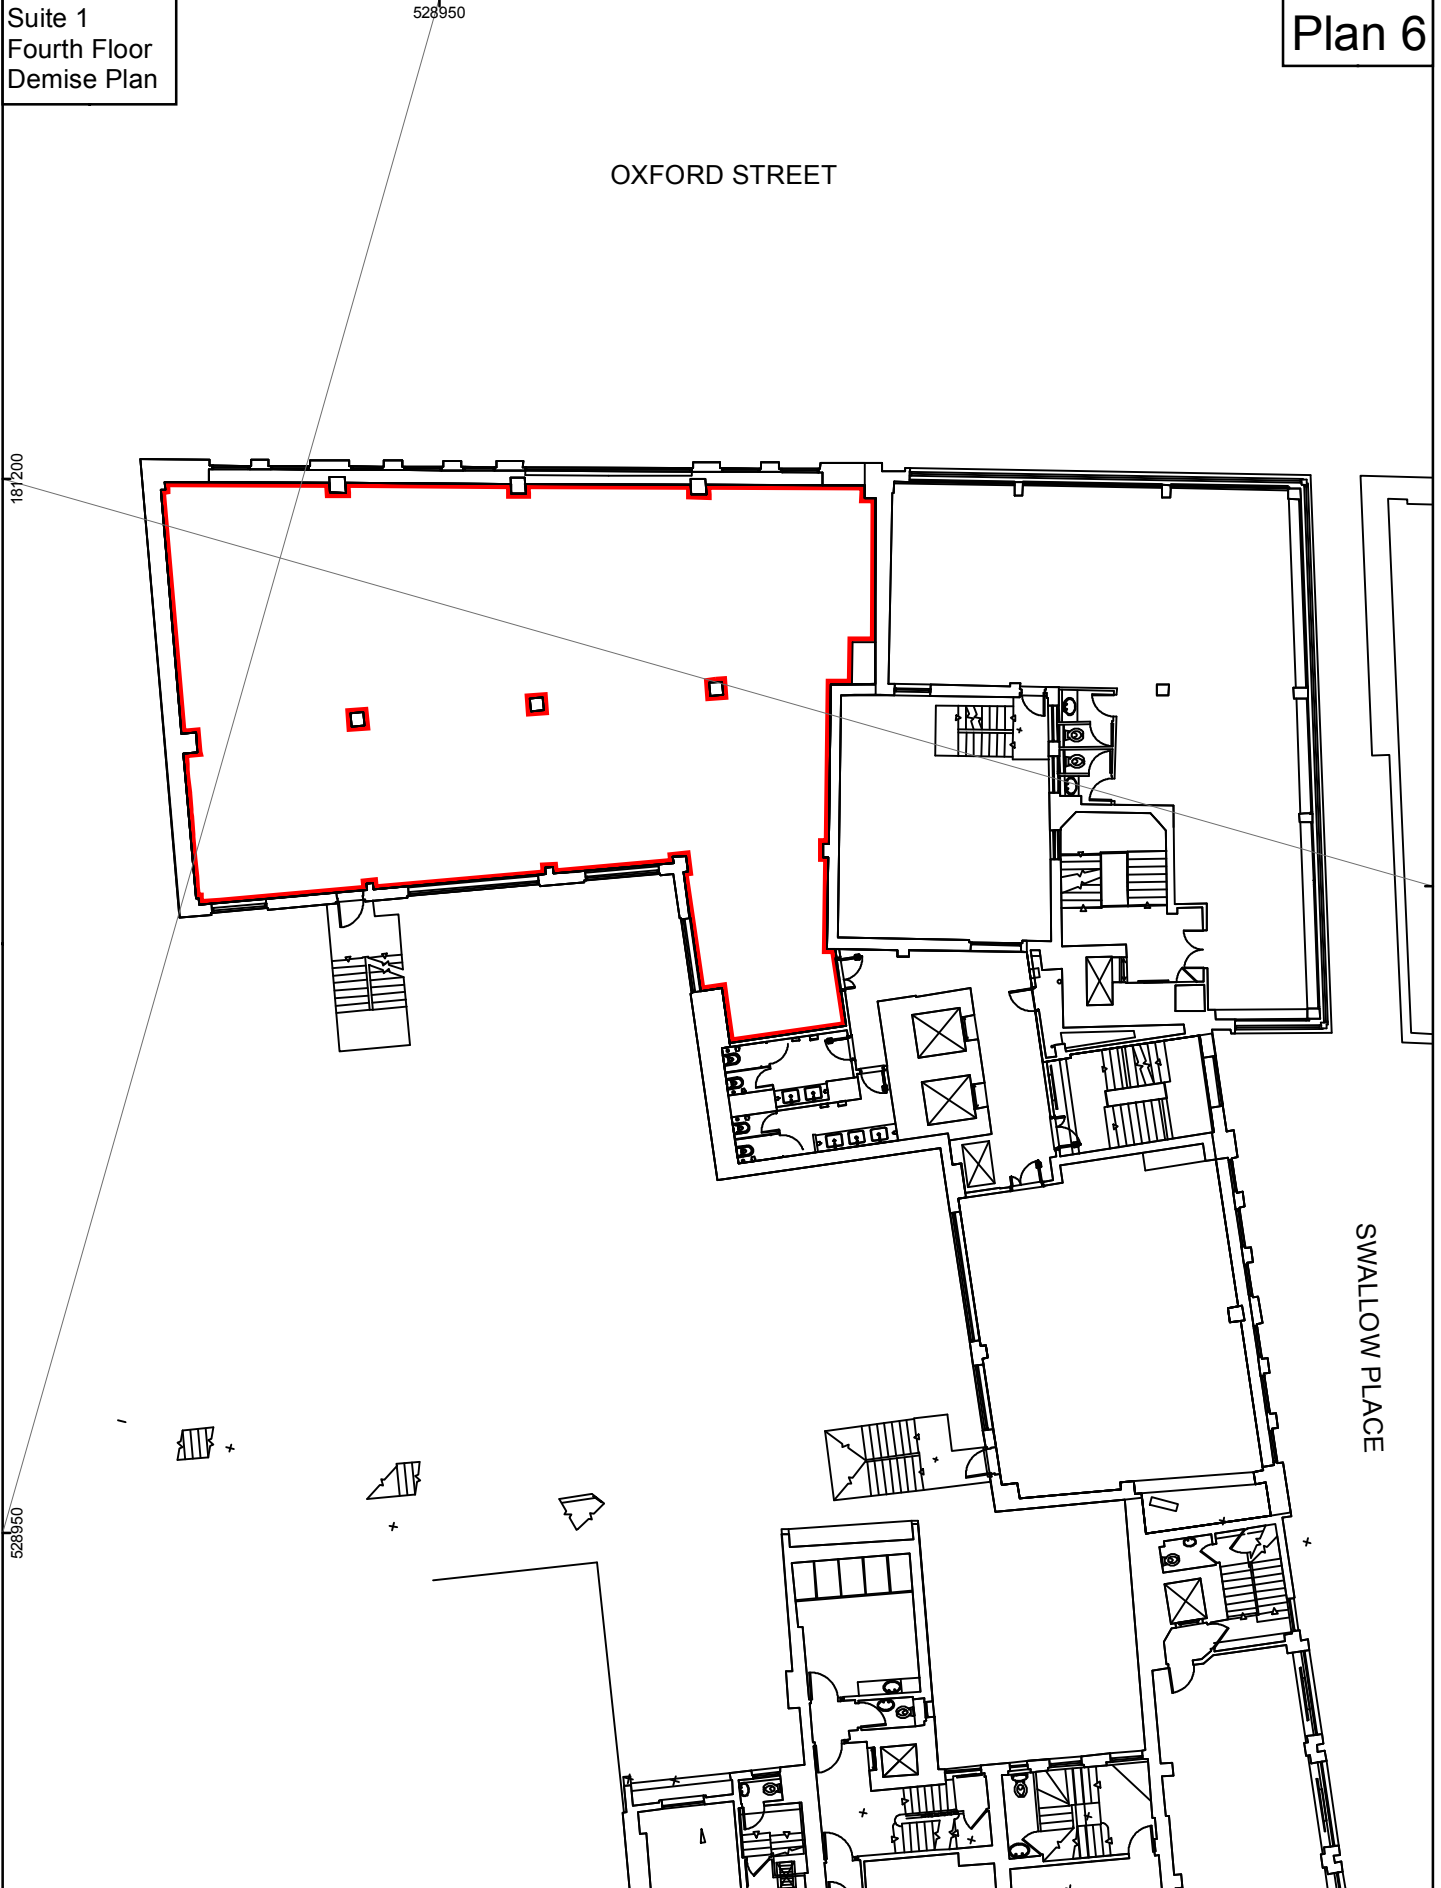 Suite 1
Fourth Floor
Demise Plan
528950
Plan 6
OXFORD STREET
181200
SWALLOW PLACE
528950